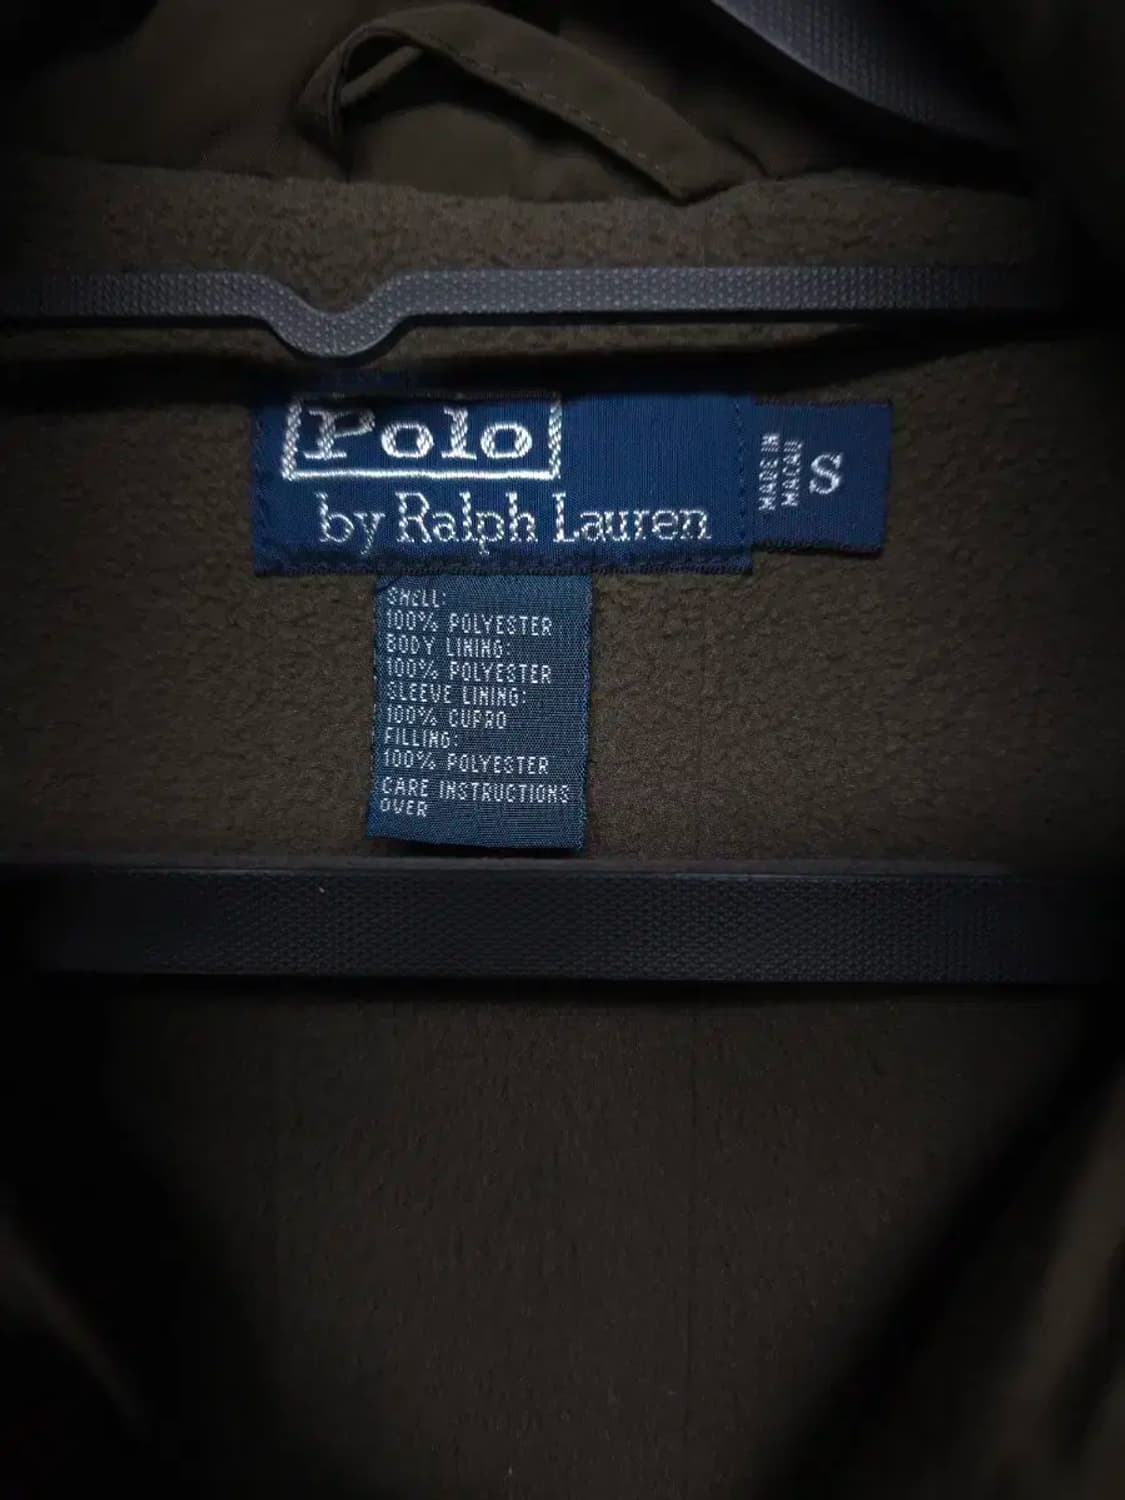 Polo
by Ralph Lauren
MADE IN
MACAU
S
SHELL:
100% POLYESTER
BODY LINING:
100% POLYESTER
SLEEVE LINING:
100% CUPRO
FILLING:
100% POLYESTER
CARE INSTRUCTIONS
OVER